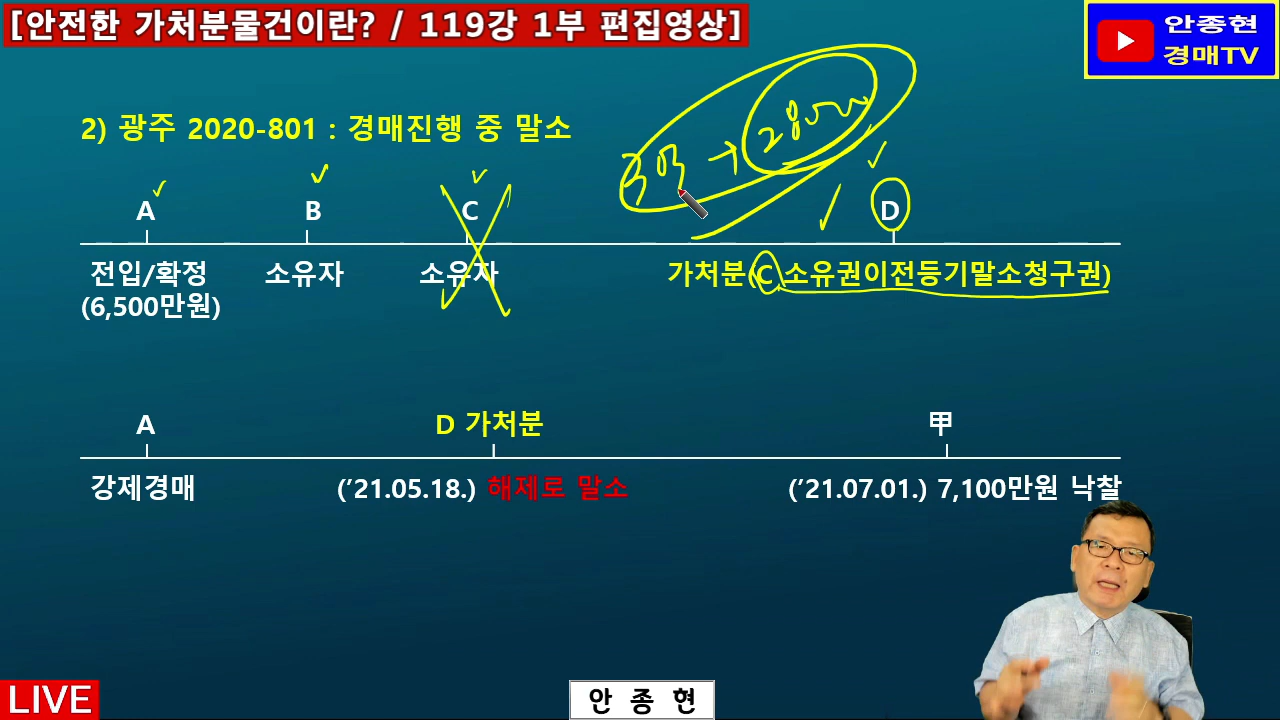 [안전한 가처분물건이란? / 119강 1부 편집영상]
안종현
경매TV
2) 광주 2020-801 : 경매진행 중 말소
A B C D
전입/확정 소유자 소유자 가처분(C 소유권이전등기말소청구권)
(6,500만원)
A D 가처분 甲
강제경매 (’21.05.18.) 해제로 말소 (’21.07.01.) 7,100만원 낙찰
LIVE
안 종 현